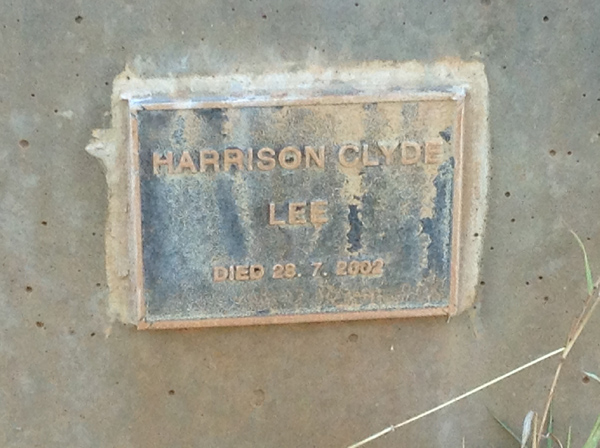 HARRISON CLYDE
LEE
DIED 28. 7. 2002